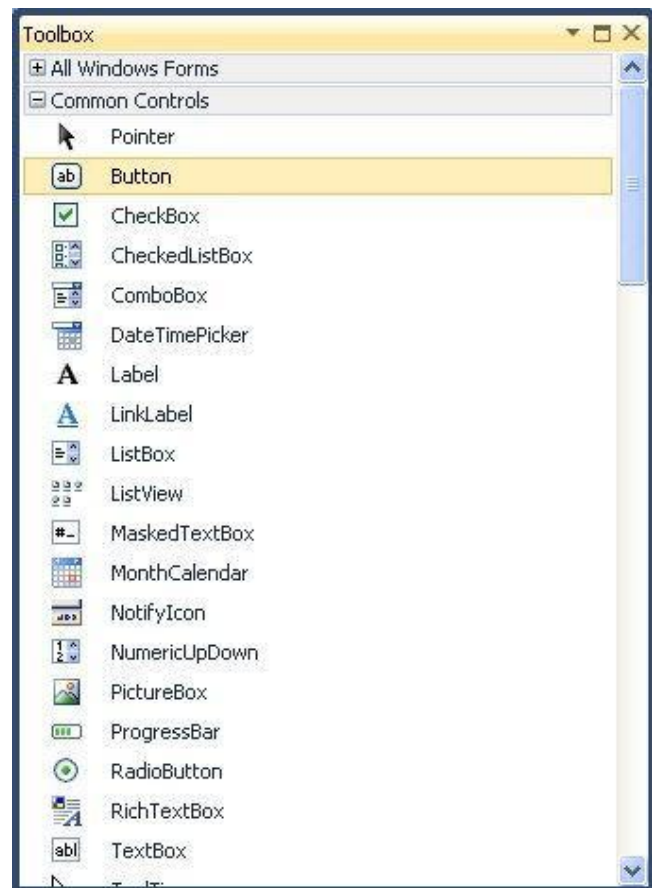 Toolbox
All Windows Forms
Common Controls
Pointer
Button
CheckBox
CheckedListBox
ComboBox
DateTimePicker
Label
LinkLabel
ListBox
ListView
MaskedTextBox
MonthCalendar
NotifyIcon
NumericUpDown
PictureBox
ProgressBar
RadioButton
RichTextBox
TextBox